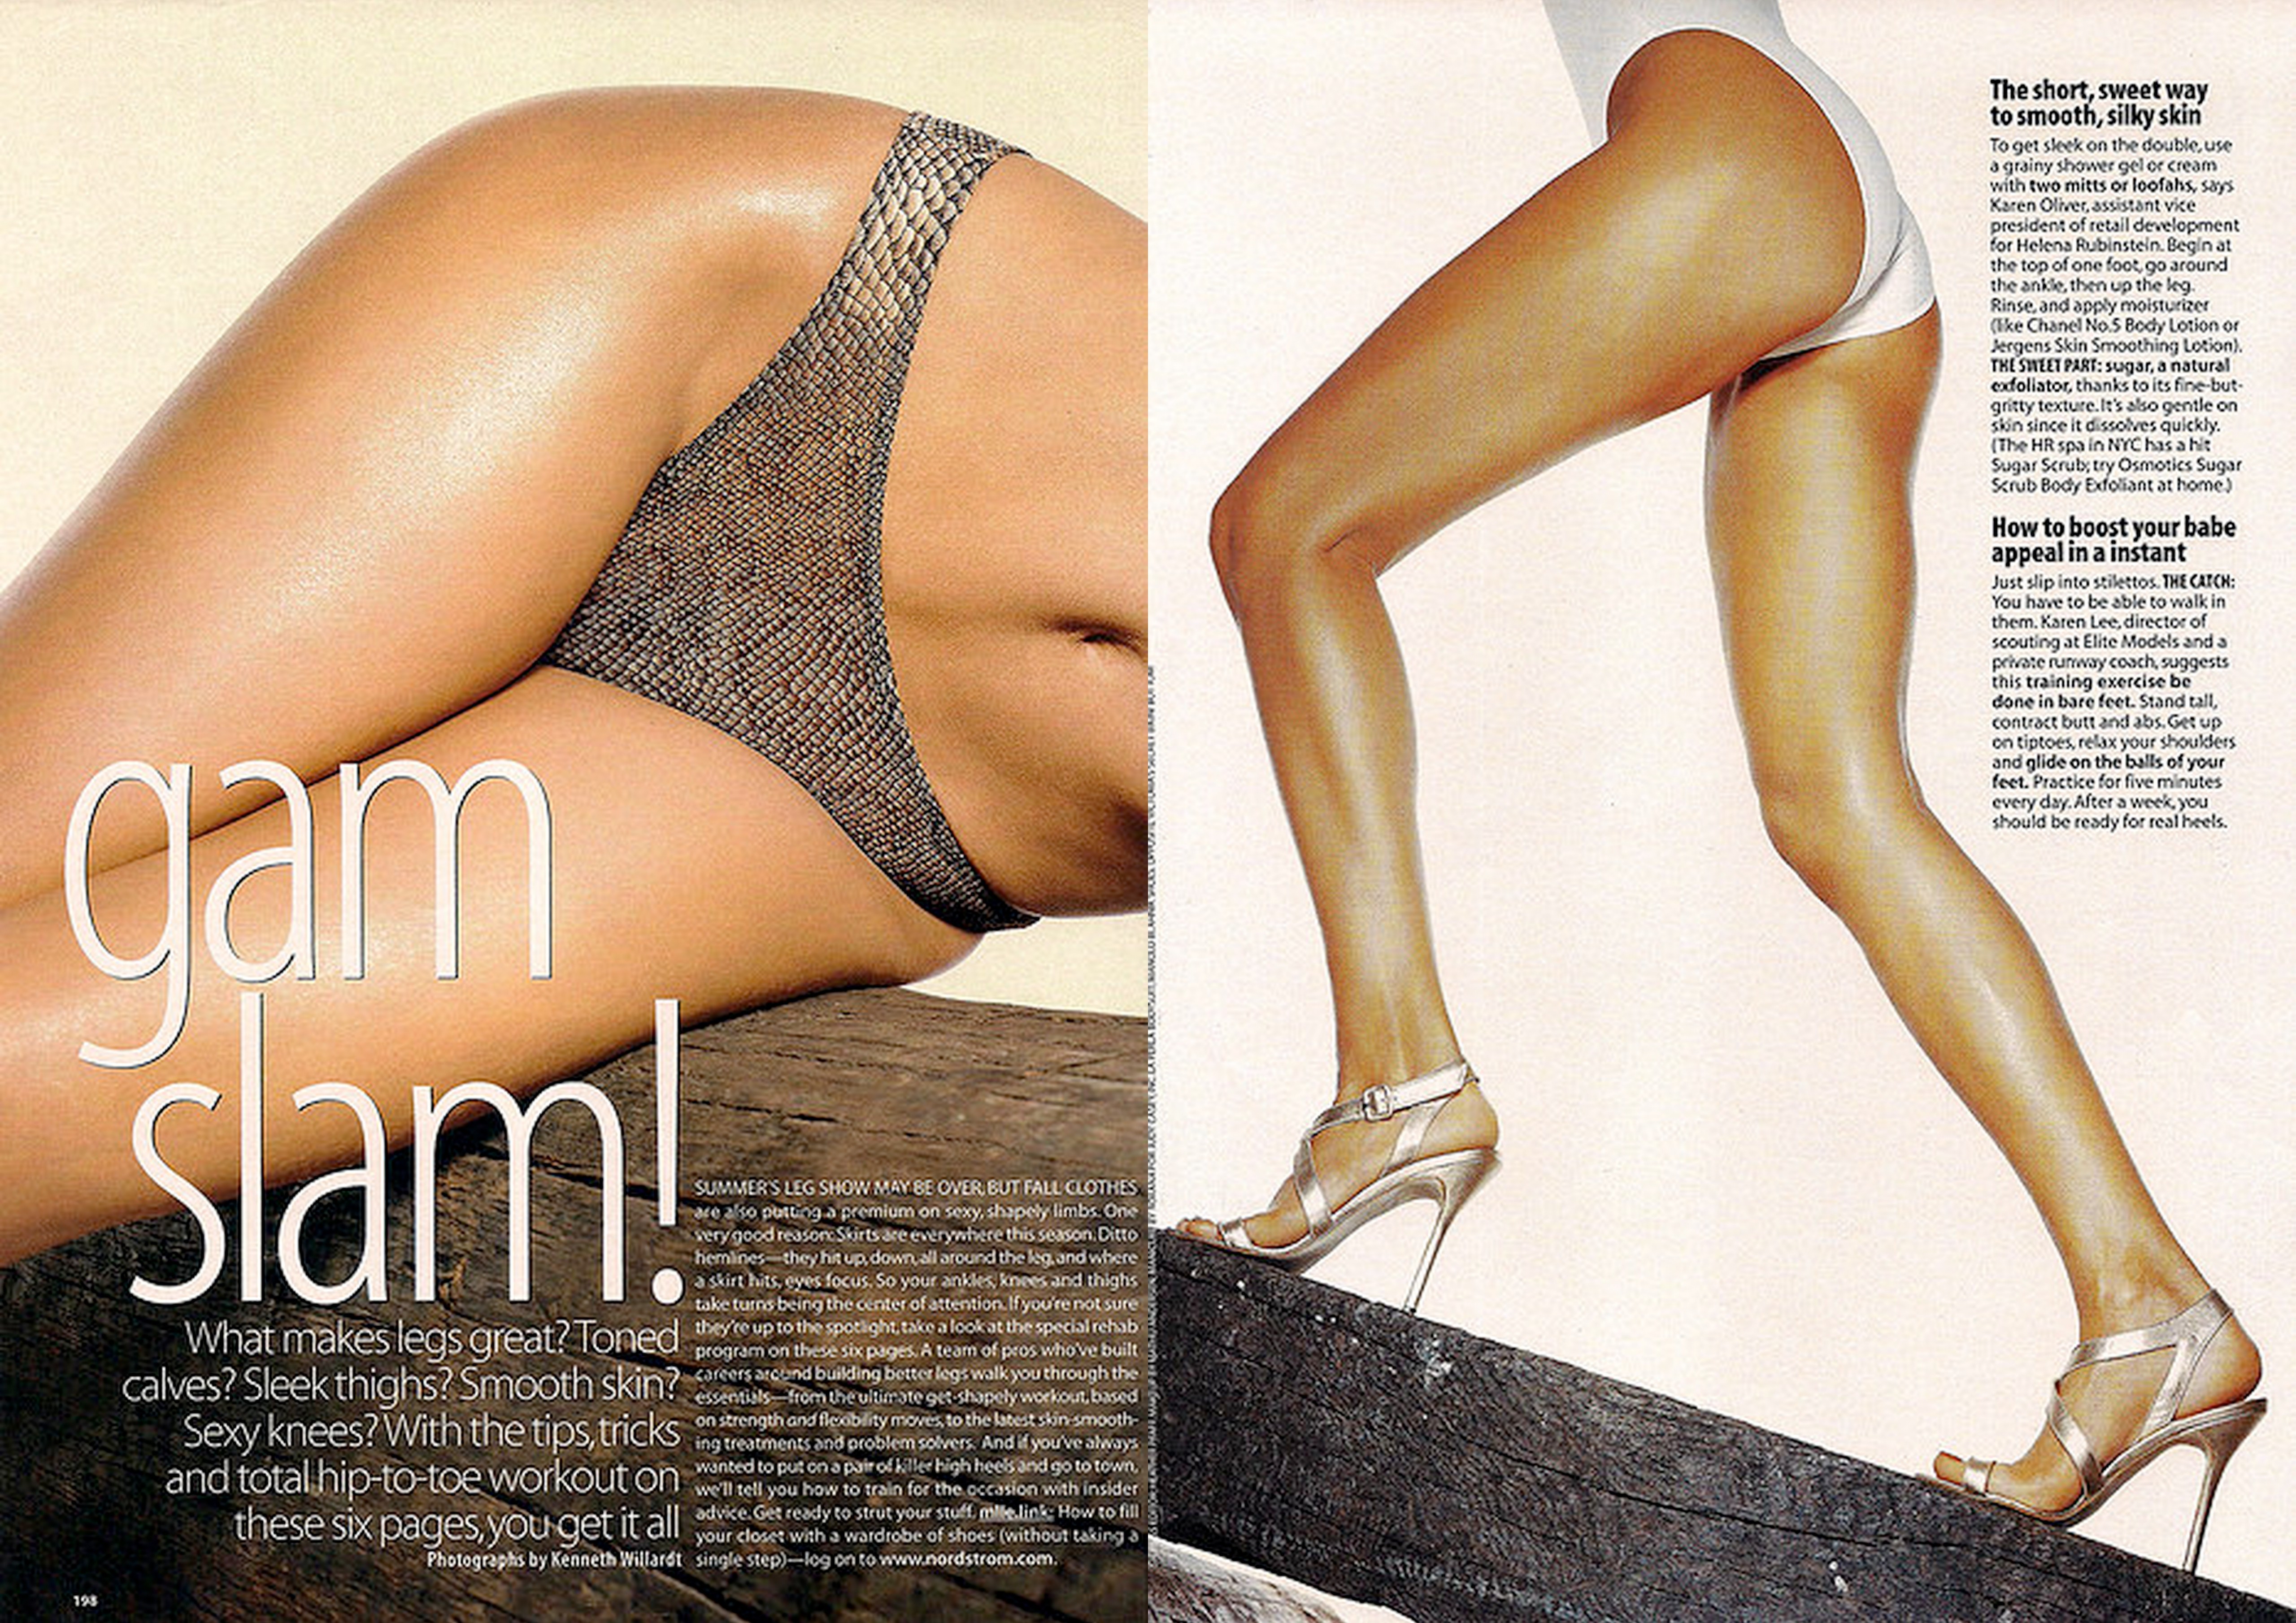 gam
slam!
What makes legs great? Toned
calves? Sleek thighs? Smooth skin?
Sexy knees? With the tips, tricks
and total hip-to-toe workout on
these six pages, you get it all
Photographs by Kenneth Willardt
SUMMER'S LEG SHOW MAY BE OVER, BUT FALL CLOTHES
are also putting a premium on sexy, shapely limbs. One
very good reason: Skirts are everywhere this season. Ditto
hemlines—they hit up, down, all around the leg, and where
a skirt hits, eyes focus. So your ankles, knees and thighs
take turns being the center of attention. If you're not sure
they're up to the spotlight, take a look at the special rehab
program on these six pages. A team of pros who've built
careers around building better legs walk you through the
essentials—from the ultimate get-shapely workout, based
on strength and flexibility moves, to the latest skin-smooth-
ing treatments and problem solvers. And if you've always
wanted to put on a pair of killer high heels and go to town,
we'll tell you how to train for the occasion with insider
advice. Get ready to strut your stuff. mlle.link: How to fill
your closet with a wardrobe of shoes (without taking a
single step)—log on to www.nordstrom.com.
198
The short, sweet way
to smooth, silky skin
To get sleek on the double, use
a grainy shower gel or cream
with two mitts or loofahs, says
Karen Oliver, assistant vice
president of retail development
for Helena Rubinstein. Begin at
the top of one foot, go around
the ankle, then up the leg.
Rinse, and apply moisturizer
(like Chanel No.5 Body Lotion or
Jergens Skin Smoothing Lotion).
THE SWEET PART: sugar, a natural
exfoliator, thanks to its fine-but-
gritty texture. It's also gentle on
skin since it dissolves quickly.
(The HR spa in NYC has a hit
Sugar Scrub; try Osmotics Sugar
Scrub Body Exfoliant at home.)
How to boost your babe
appeal in a instant
Just slip into stilettos. THE CATCH:
You have to be able to walk in
them. Karen Lee, director of
scouting at Elite Models and a
private runway coach, suggests
this training exercise be
done in bare feet. Stand tall,
contract butt and abs. Get up
on tiptoes, relax your shoulders
and glide on the balls of your
feet. Practice for five minutes
every day. After a week, you
should be ready for real heels.